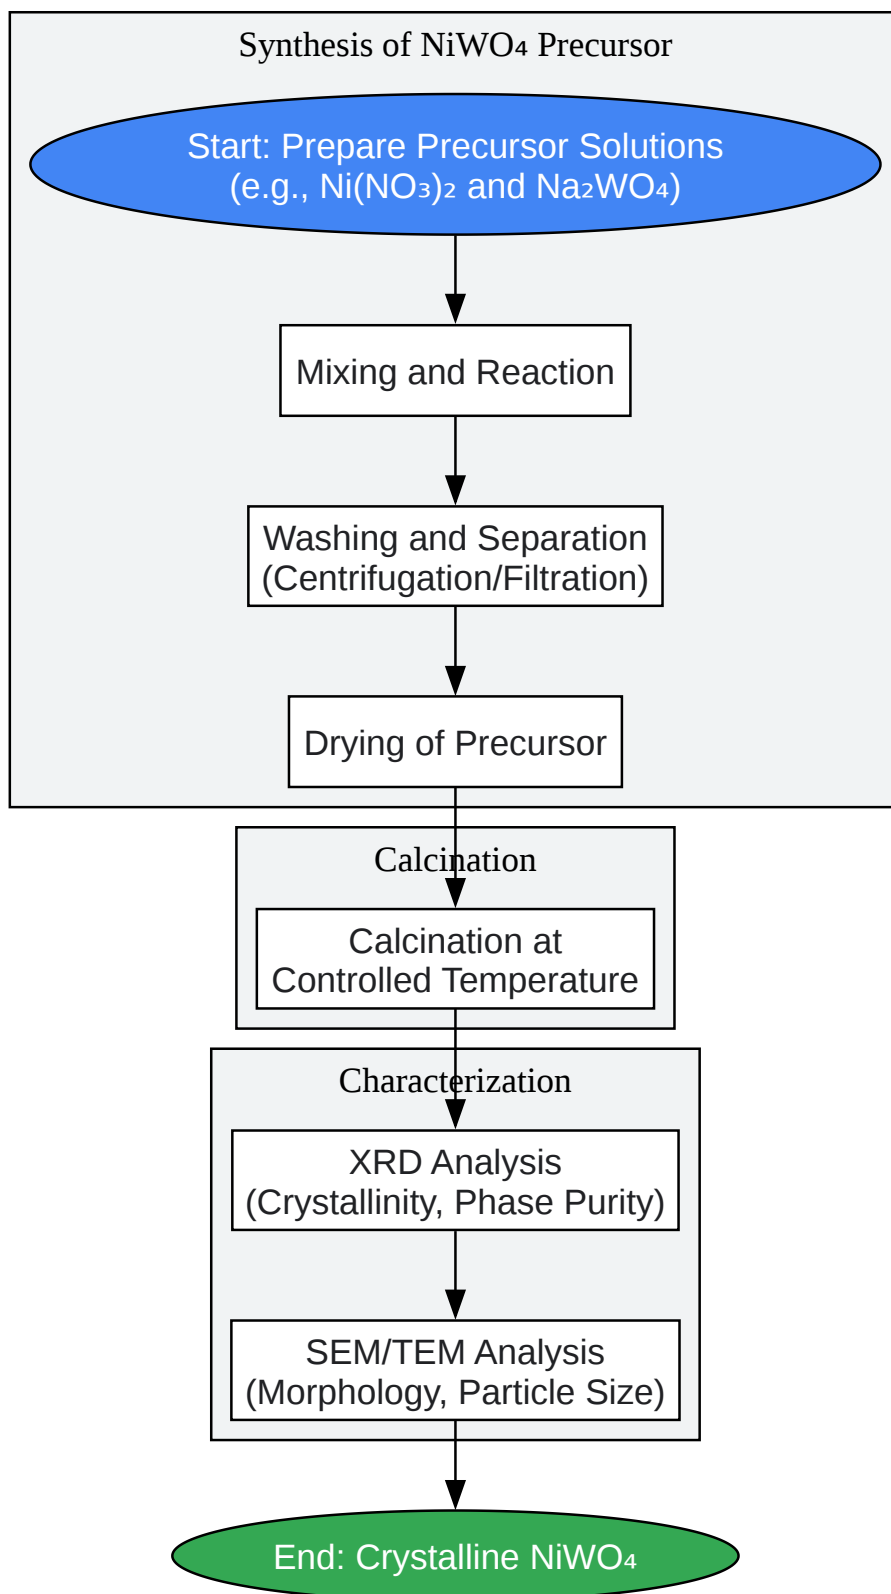 Synthesis of NiWO₄ Precursor
Start: Prepare Precursor Solutions
(e.g., Ni(NO₃)₂ and Na₂WO₄)
Mixing and Reaction
Washing and Separation
(Centrifugation/Filtration)
Drying of Precursor
Calcination
Calcination at
Controlled Temperature
Characterization
XRD Analysis
(Crystallinity, Phase Purity)
SEM/TEM Analysis
(Morphology, Particle Size)
End: Crystalline NiWO₄